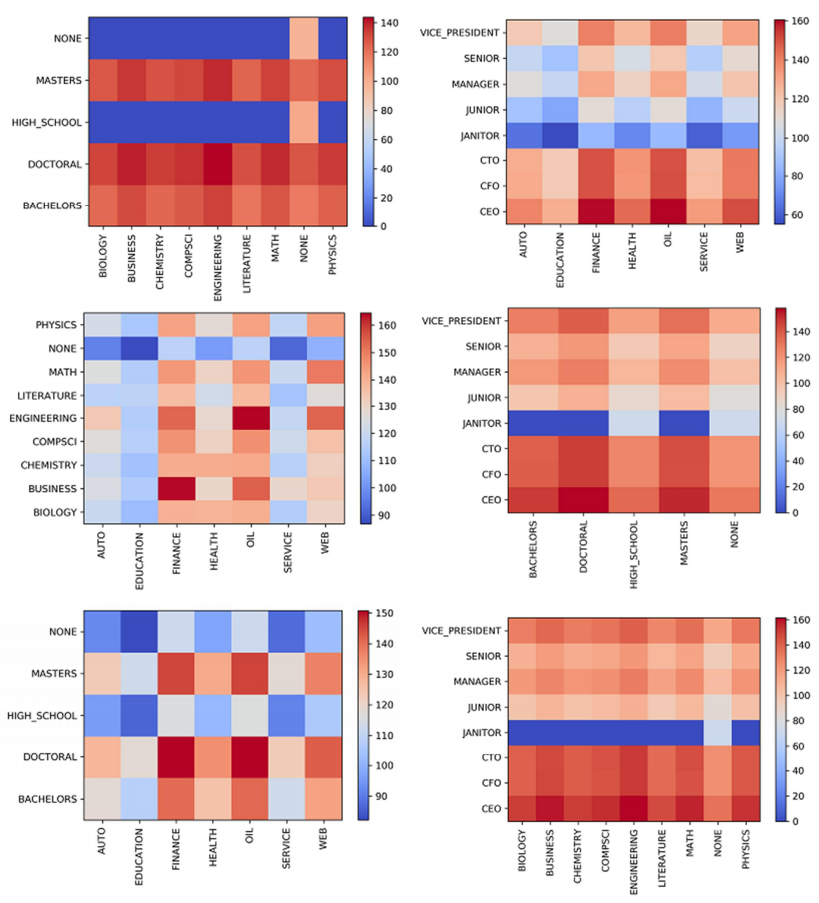 NONE
MASTERS
HIGH_SCHOOL
DOCTORAL
BACHELORS
BIOLOGY
BUSINESS
CHEMISTRY
COMPSCI
ENGINEERING
LITERATURE
MATH
NONE
PHYSICS
140
120
100
80
60
40
20
0
VICE_PRESIDENT
SENIOR
MANAGER
JUNIOR
JANITOR
CTO
CFO
CEO
AUTO
EDUCATION
FINANCE
HEALTH
OIL
SERVICE
WEB
160
140
120
100
80
60
PHYSICS
NONE
MATH
LITERATURE
ENGINEERING
COMPSCI
CHEMISTRY
BUSINESS
BIOLOGY
AUTO
EDUCATION
FINANCE
HEALTH
OIL
SERVICE
WEB
160
150
140
130
120
110
100
90
VICE_PRESIDENT
SENIOR
MANAGER
JUNIOR
JANITOR
CTO
CFO
CEO
BACHELORS
DOCTORAL
HIGH_SCHOOL
MASTERS
NONE
140
120
100
80
60
40
20
0
NONE
MASTERS
HIGH_SCHOOL
DOCTORAL
BACHELORS
AUTO
EDUCATION
FINANCE
HEALTH
OIL
SERVICE
WEB
150
140
130
120
110
100
90
VICE_PRESIDENT
SENIOR
MANAGER
JUNIOR
JANITOR
CTO
CFO
CEO
BIOLOGY
BUSINESS
CHEMISTRY
COMPSCI
ENGINEERING
LITERATURE
MATH
NONE
PHYSICS
160
140
120
100
80
60
40
20
0